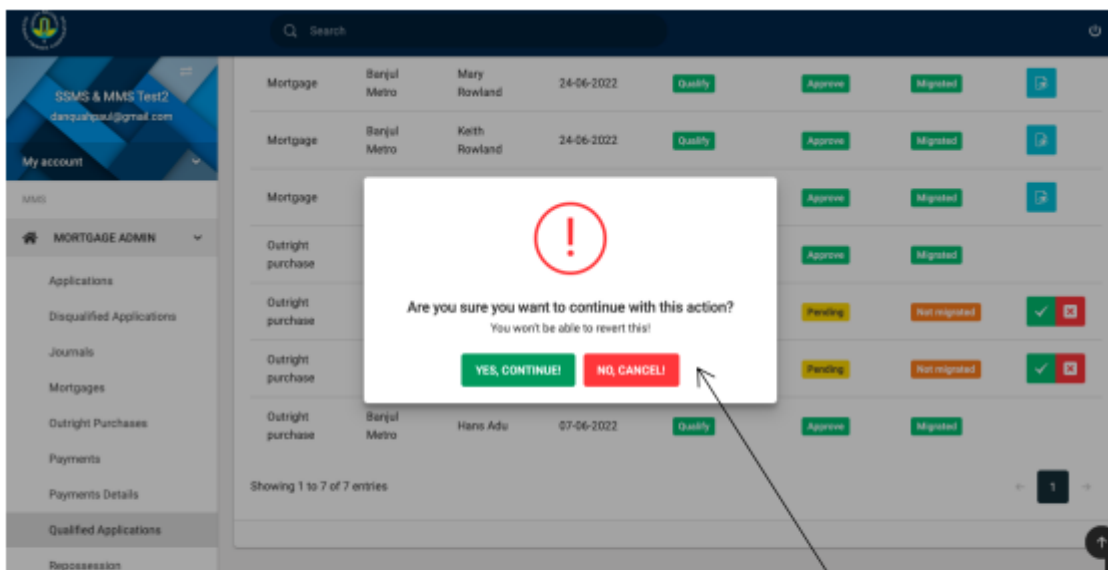 Search
SSMS & MMS Test2
danquahpaul@gmail.com
My account
MMS
MORTGAGE ADMIN
Applications
Disqualified Applications
Journals
Mortgages
Outright Purchases
Payments
Payments Details
Qualified Applications
Repossession
Mortgage Banjul Metro Mary Rowland 24-06-2022 Qualify Approve Migrated
Mortgage Banjul Metro Keith Rowland 24-06-2022 Qualify Approve Migrated
Mortgage Approve Migrated
Outright purchase Approve Migrated
Outright purchase Pending Not migrated
Outright purchase Pending Not migrated
Outright purchase Banjul Metro Hans Adu 07-06-2022 Qualify Approve Migrated
Showing 1 to 7 of 7 entries
1
Are you sure you want to continue with this action?
You won't be able to revert this!
YES, CONTINUE!
NO, CANCEL!